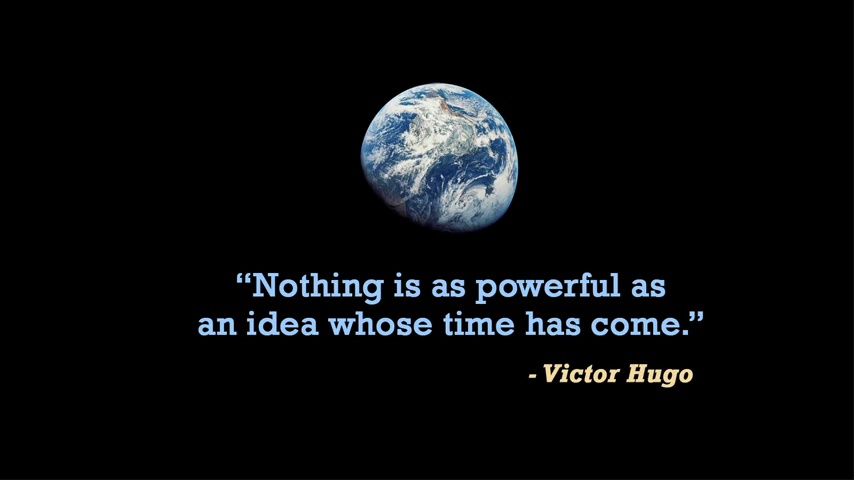 “Nothing is as powerful as
an idea whose time has come.”
- Victor Hugo